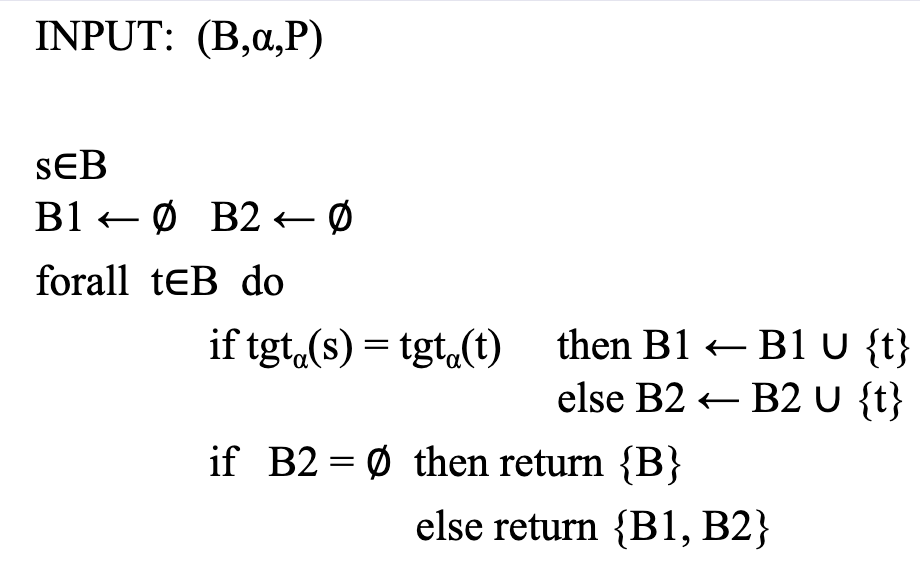 INPUT: (B,α,P)
s∈B
B1 ← ∅ B2 ← ∅
forall t∈B do
if tgtα(s) = tgtα(t) then B1 ← B1 ∪ {t}
else B2 ← B2 ∪ {t}
if B2 = ∅ then return {B}
else return {B1, B2}